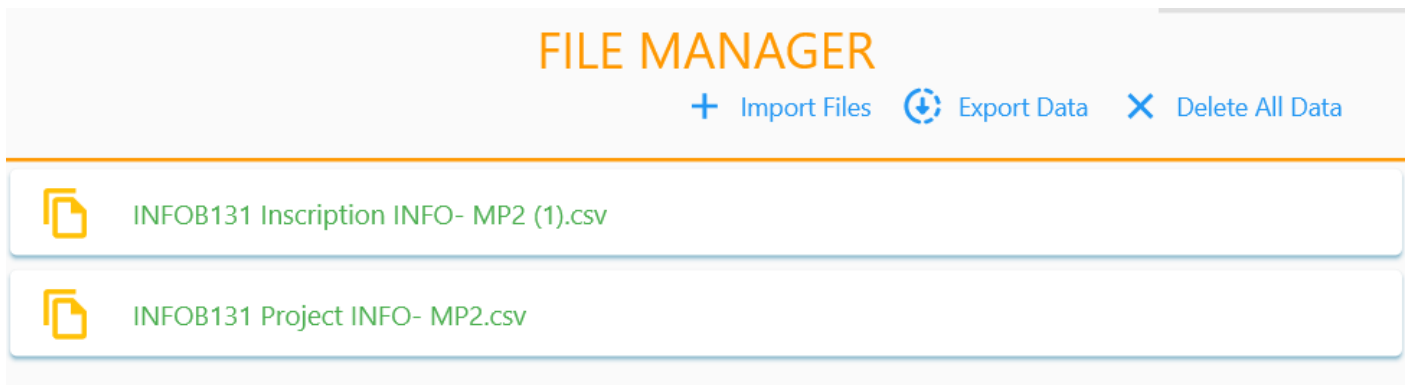 FILE MANAGER
Import Files Export Data Delete All Data
INFOB131 Inscription INFO- MP2 (1).csv
INFOB131 Project INFO- MP2.csv